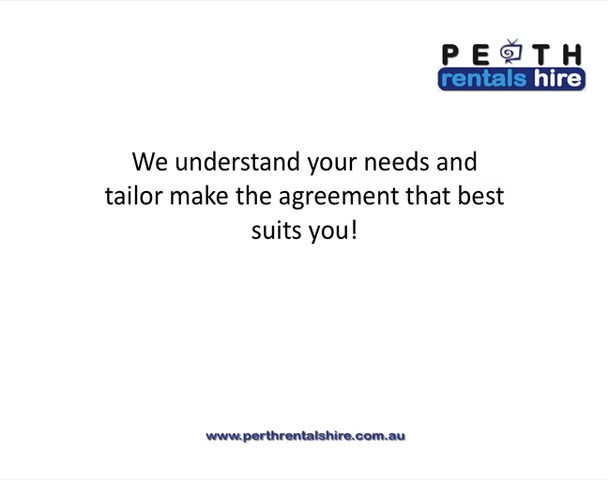 PERTH
rentals hire
We understand your needs and
tailor make the agreement that best
suits you!
www.perthrentalshire.com.au